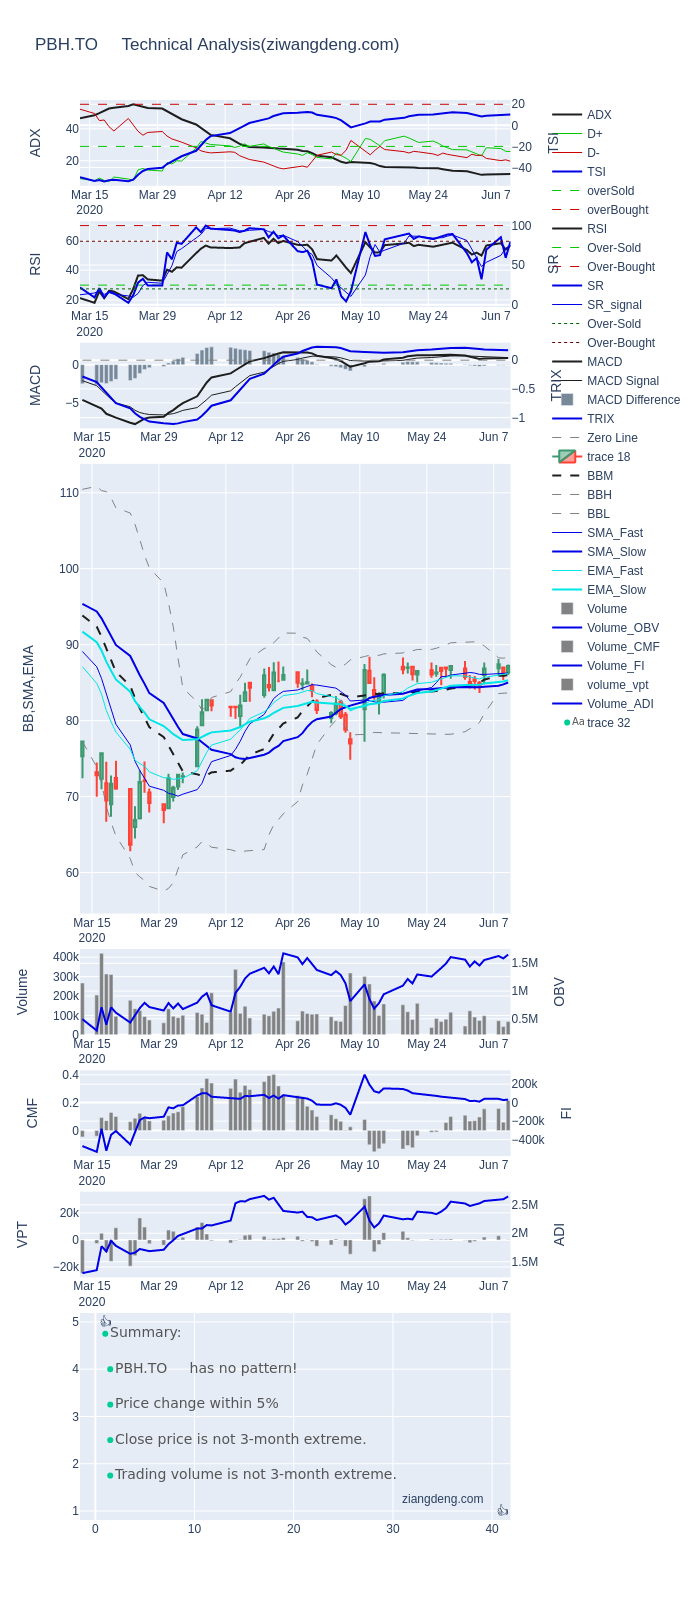 PBH.TO Technical Analysis(ziwangdeng.com)
ADX
40
20
20
0
−20
−40
TSI
Mar 15 Mar 29 Apr 12 Apr 26 May 10 May 24 Jun 7
2020
RSI
60
40
20
100
50
0
SR
Mar 15 Mar 29 Apr 12 Apr 26 May 10 May 24 Jun 7
2020
MACD
0
−5
0
−0.5
−1
TRIX
Mar 15 Mar 29 Apr 12 Apr 26 May 10 May 24 Jun 7
2020
BB,SMA,EMA
110
100
90
80
70
60
Mar 15 Mar 29 Apr 12 Apr 26 May 10 May 24 Jun 7
2020
Volume
400k
300k
200k
100k
0
1.5M
1M
0.5M
OBV
Mar 15 Mar 29 Apr 12 Apr 26 May 10 May 24 Jun 7
2020
CMF
0.4
0.2
0
200k
0
−200k
−400k
FI
Mar 15 Mar 29 Apr 12 Apr 26 May 10 May 24 Jun 7
2020
VPT
20k
0
−20k
2.5M
2M
1.5M
ADI
Mar 15 Mar 29 Apr 12 Apr 26 May 10 May 24 Jun 7
2020
5
4
3
2
1
👍
Summary:
PBH.TO has no pattern!
Price change within 5%
Close price is not 3-month extreme.
Trading volume is not 3-month extreme.
ziangdeng.com
👍
0 10 20 30 40
ADX
D+
D-
TSI
overSold
overBought
RSI
Over-Sold
Over-Bought
SR
SR_signal
Over-Sold
Over-Bought
MACD
MACD Signal
MACD Difference
TRIX
Zero Line
trace 18
BBM
BBH
BBL
SMA_Fast
SMA_Slow
EMA_Fast
EMA_Slow
Volume
Volume_OBV
Volume_CMF
Volume_FI
volume_vpt
Volume_ADI
Aa trace 32